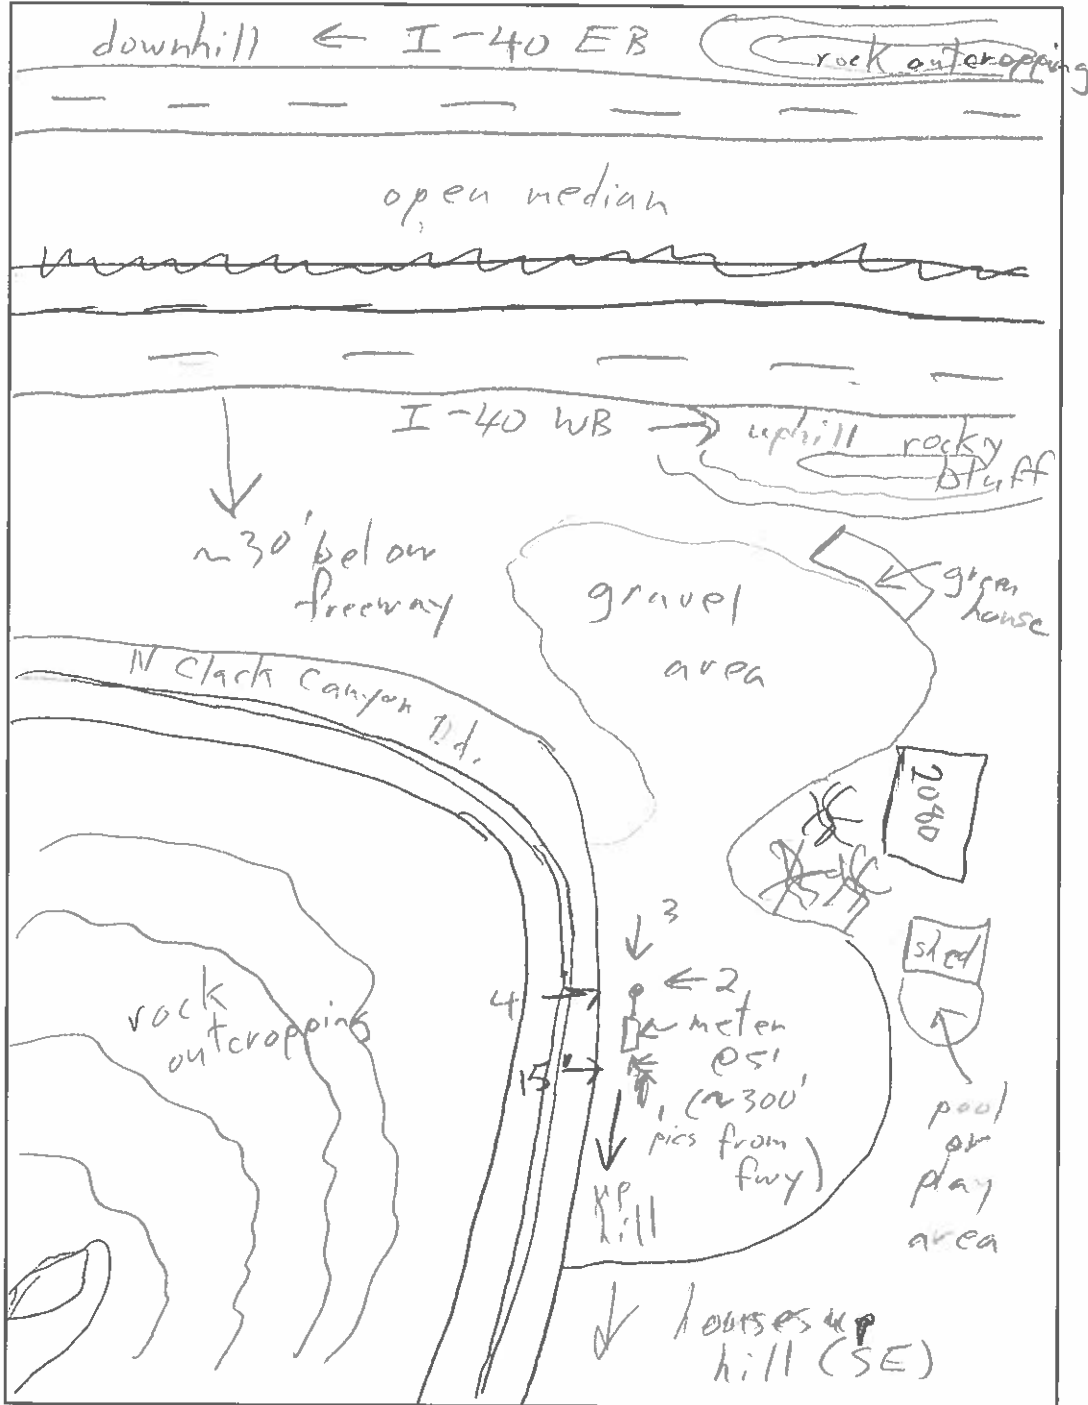 downhill ← I-40 EB
rock outcropping
open median
I-40 WB → uphill
rocky
bluff
~30' below
freeway
gravel
area
green
house
N Clack Canyon Rd.
2080
3
shed
4
← 2
meter
@ 5'
rock
outcropping
15'
(~300'
pics from
fwy)
up
hill
pool
or
play
area
houses up
hill (SE)